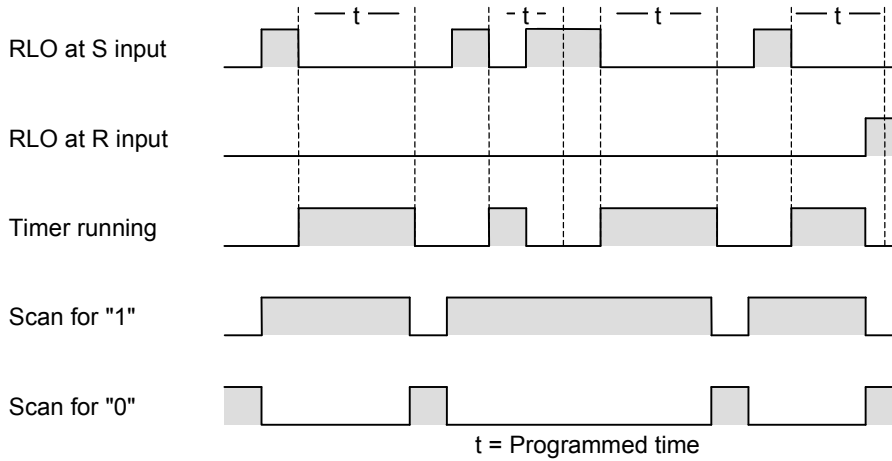 t t t t
RLO at S input
RLO at R input
Timer running
Scan for "1"
Scan for "0"
t = Programmed time